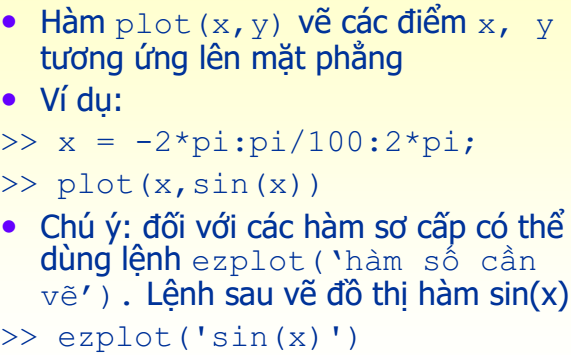 • Hàm plot(x,y) vẽ các điểm x, y
tương ứng lên mặt phẳng
• Ví dụ:
>> x = -2*pi:pi/100:2*pi;
>> plot(x,sin(x))
• Chú ý: đối với các hàm sơ cấp có thể
dùng lệnh ezplot(‘hàm số cần
vẽ’). Lệnh sau vẽ đồ thị hàm sin(x)
>> ezplot('sin(x)')